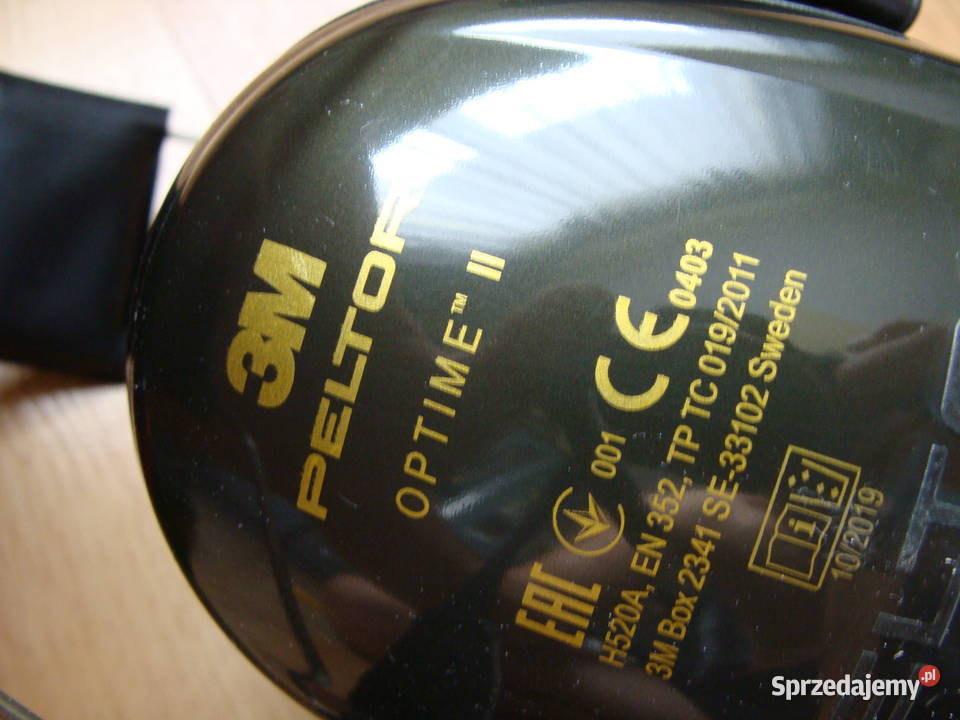 3M
PELTOR
OPTIME™ II
EAC 001 CE 0403
H520A, EN 352, TP TC 019/2011
3M Box 2341 SE-33102 Sweden
i
10/2019
Sprzedajemy.pl